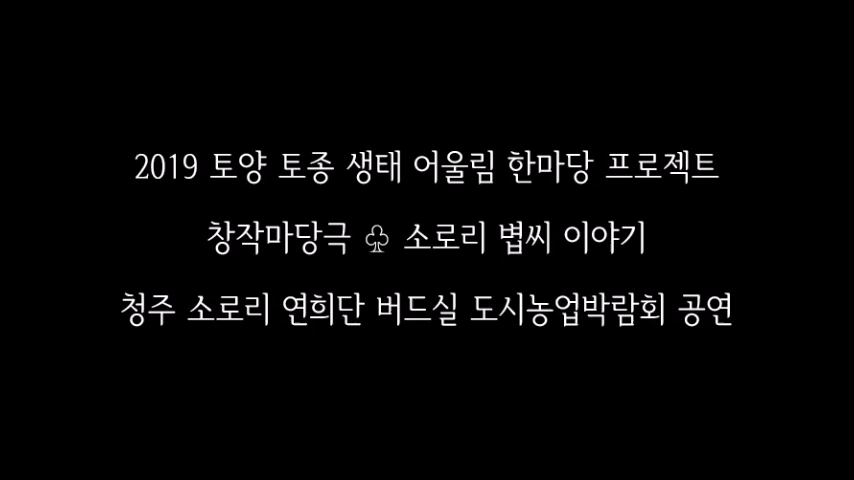 2019 토양 토종 생태 어울림 한마당 프로젝트
창작마당극 ♧ 소로리 볍씨 이야기
청주 소로리 연희단 버드실 도시농업박람회 공연